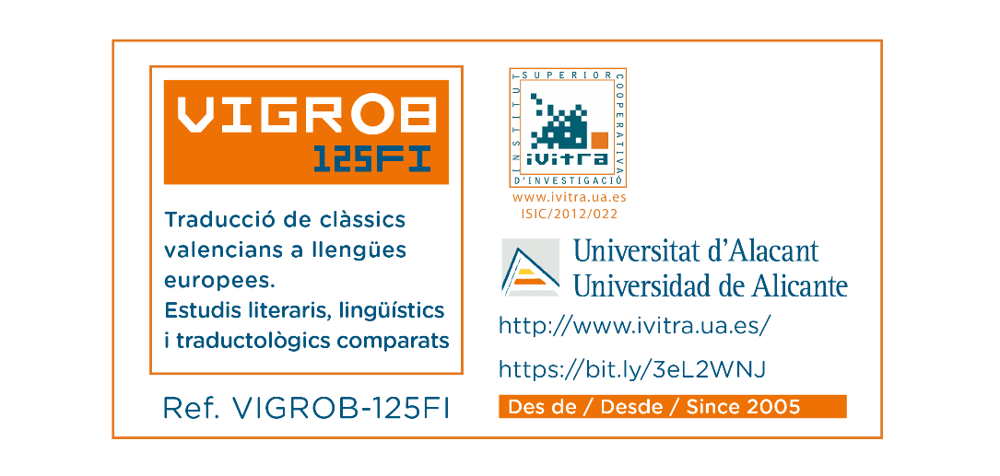 VIGROB
125FI
Traducció de clàssics
valencians a llengües
europees.
Estudis literaris, lingüístics
i traductològics comparats
Ref. VIGROB-125FI
INSTITUT
SUPERIOR
COOPERATIVA
D'INVESTIGACIÓ
ivitra
www.ivitra.ua.es
ISIC/2012/022
Universitat d'Alacant
Universidad de Alicante
http://www.ivitra.ua.es/
https://bit.ly/3eL2WNJ
Des de / Desde / Since 2005